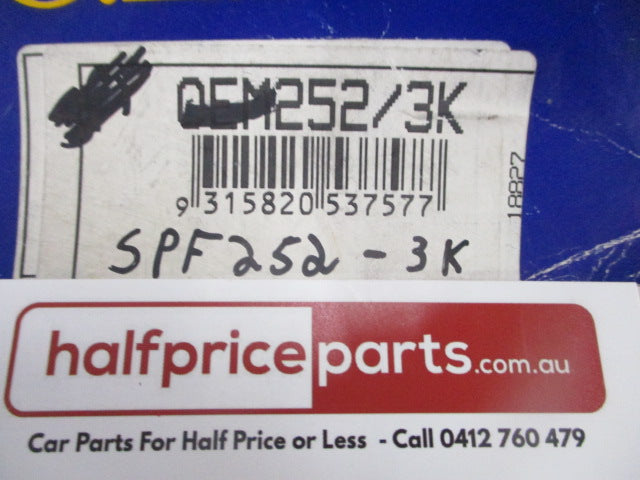 OEM252/3K
9 315820 537577
18827
SPF252-3K
halfpriceparts.com.au
Car Parts For Half Price or Less - Call 0412 760 479